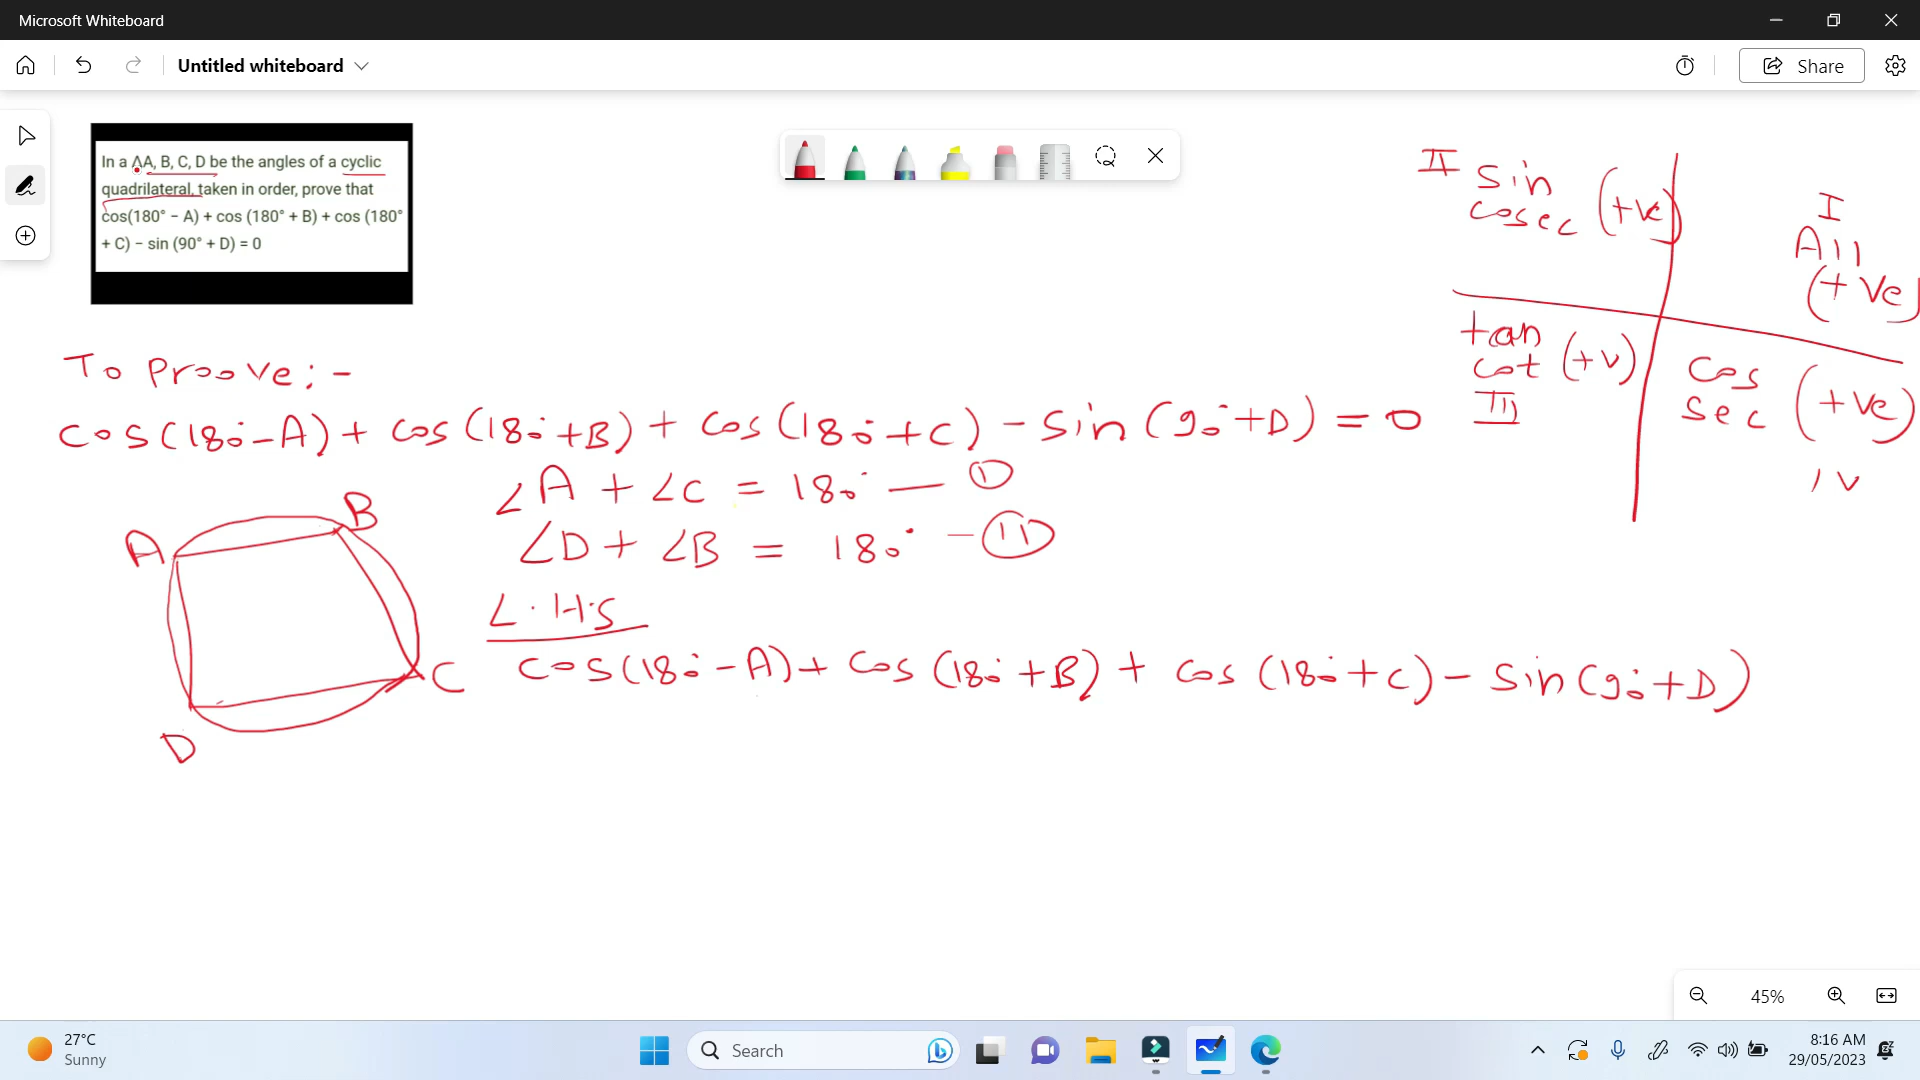 Microsoft Whiteboard
Untitled whiteboard
Share
In a ΔA, B, C, D be the angles of a cyclic
quadrilateral, taken in order, prove that
cos(180° − A) + cos (180° + B) + cos (180°
+ C) − sin (90° + D) = 0
II sin
cosec (+ve)
I
All
(+ve)
tan
cot (+v)
III
cos
sec (+ve)
IV
To Proove :-
cos(180°-A) + cos(180°+B) + cos(180°+C) - sin(90°+D) = 0
∠A + ∠C = 180° — (I)
∠D + ∠B = 180° — (II)
A
B
C
D
L.H.S
cos(180°-A) + cos(180°+B) + cos(180°+C) - sin(90°+D)
45%
27°C
Sunny
Search
8:16 AM
29/05/2023